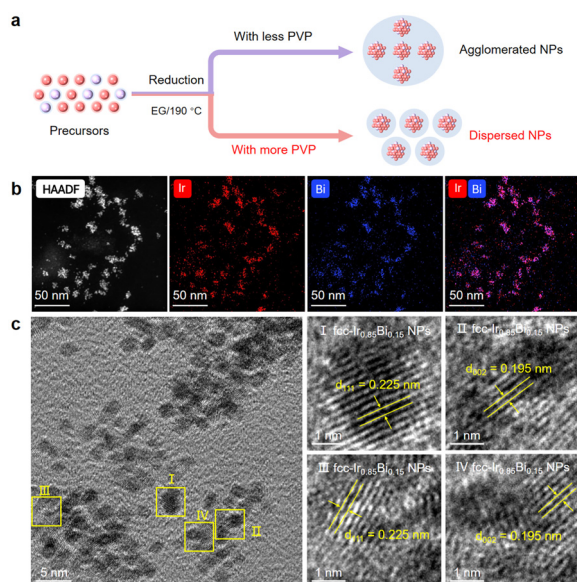 a
With less PVP
Agglomerated NPs
Reduction
EG/190 °C
Precursors
With more PVP
Dispersed NPs
b
HAADF
Ir
Bi
Ir Bi
50 nm
50 nm
50 nm
50 nm
c
I
II
III
IV
5 nm
I fcc-Ir0.85Bi0.15 NPs
d111 = 0.225 nm
1 nm
II fcc-Ir0.85Bi0.15 NPs
d002 = 0.195 nm
1 nm
III fcc-Ir0.85Bi0.15 NPs
d111 = 0.225 nm
1 nm
IV fcc-Ir0.85Bi0.15 NPs
d002 = 0.195 nm
1 nm